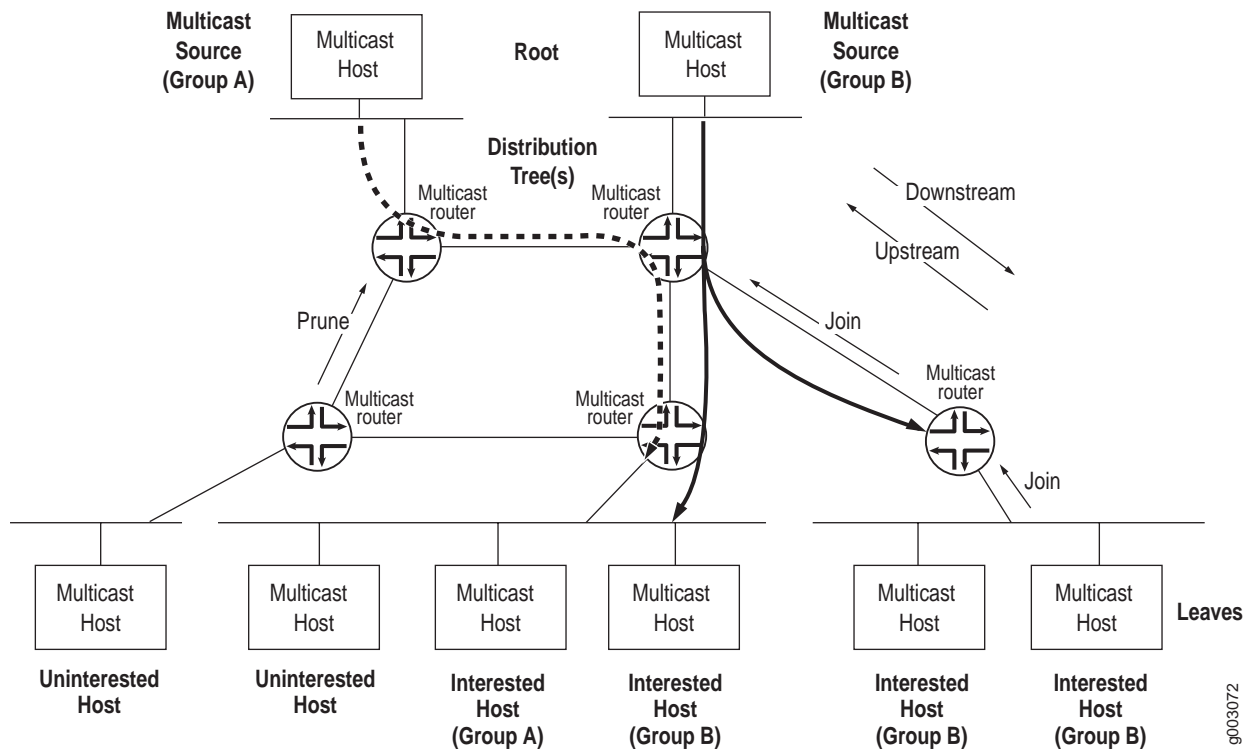 Multicast
Source
(Group A)
Multicast
Host
Root
Multicast
Host
Multicast
Source
(Group B)
Distribution
Tree(s)
Multicast
router
Multicast
router
Downstream
Upstream
Prune
Join
Multicast
router
Multicast
router
Multicast
router
Join
Multicast
Host
Multicast
Host
Multicast
Host
Multicast
Host
Multicast
Host
Multicast
Host
Leaves
Uninterested
Host
Uninterested
Host
Interested
Host
(Group A)
Interested
Host
(Group B)
Interested
Host
(Group B)
Interested
Host
(Group B)
g003072